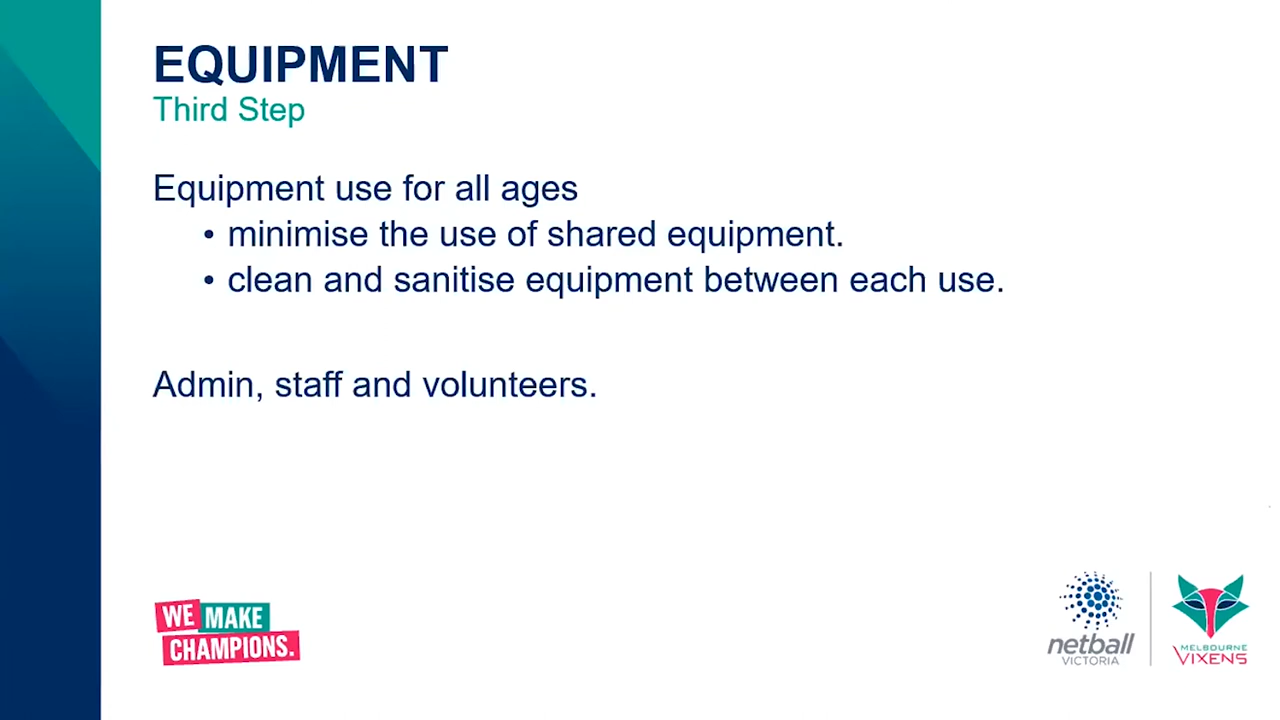 EQUIPMENT
Third Step
Equipment use for all ages
• minimise the use of shared equipment.
• clean and sanitise equipment between each use.
Admin, staff and volunteers.
WE MAKE
CHAMPIONS.
netball
VICTORIA
MELBOURNE
VIXENS